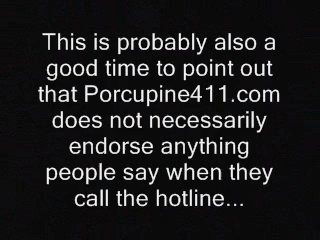 This is probably also a
good time to point out
that Porcupine411.com
does not necessarily
endorse anything
people say when they
call the hotline...